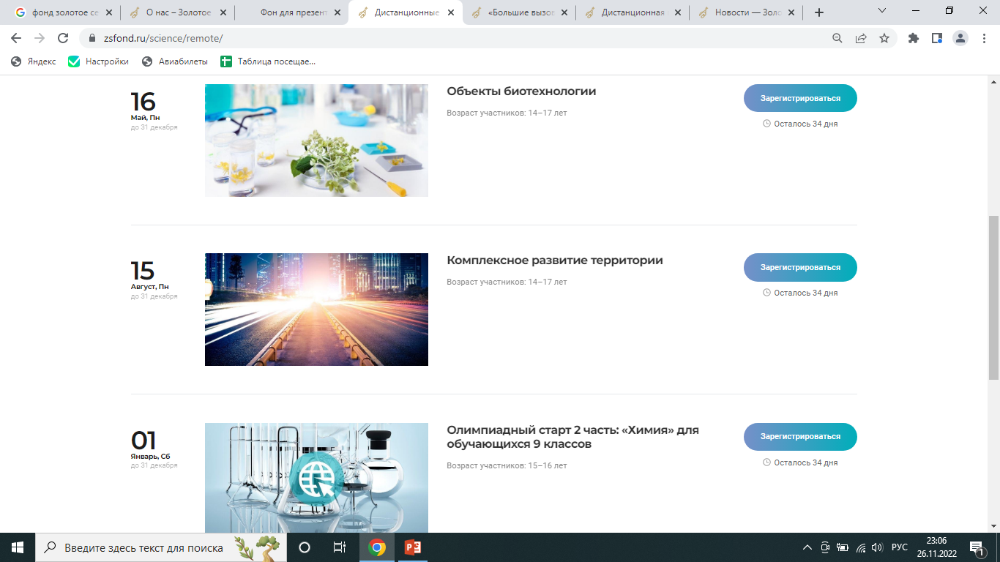 фонд золотое се
О нас – Золотое
Фон для презент
Дистанционные
«Большие вызов
Дистанционная
Новости — Золо
zsfond.ru/science/remote/
Яндекс
Настройки
Авиабилеты
Таблица посещае...
16
Май, Пн
до 31 декабря
Объекты биотехнологии
Возраст участников: 14–17 лет
Зарегистрироваться
Осталось 34 дня
15
Август, Пн
до 31 декабря
Комплексное развитие территории
Возраст участников: 14–17 лет
Зарегистрироваться
Осталось 34 дня
01
Январь, Сб
до 31 декабря
Олимпиадный старт 2 часть: «Химия» для
обучающихся 9 классов
Возраст участников: 15–16 лет
Зарегистрироваться
Осталось 34 дня
Введите здесь текст для поиска
РУС
23:06
26.11.2022
1